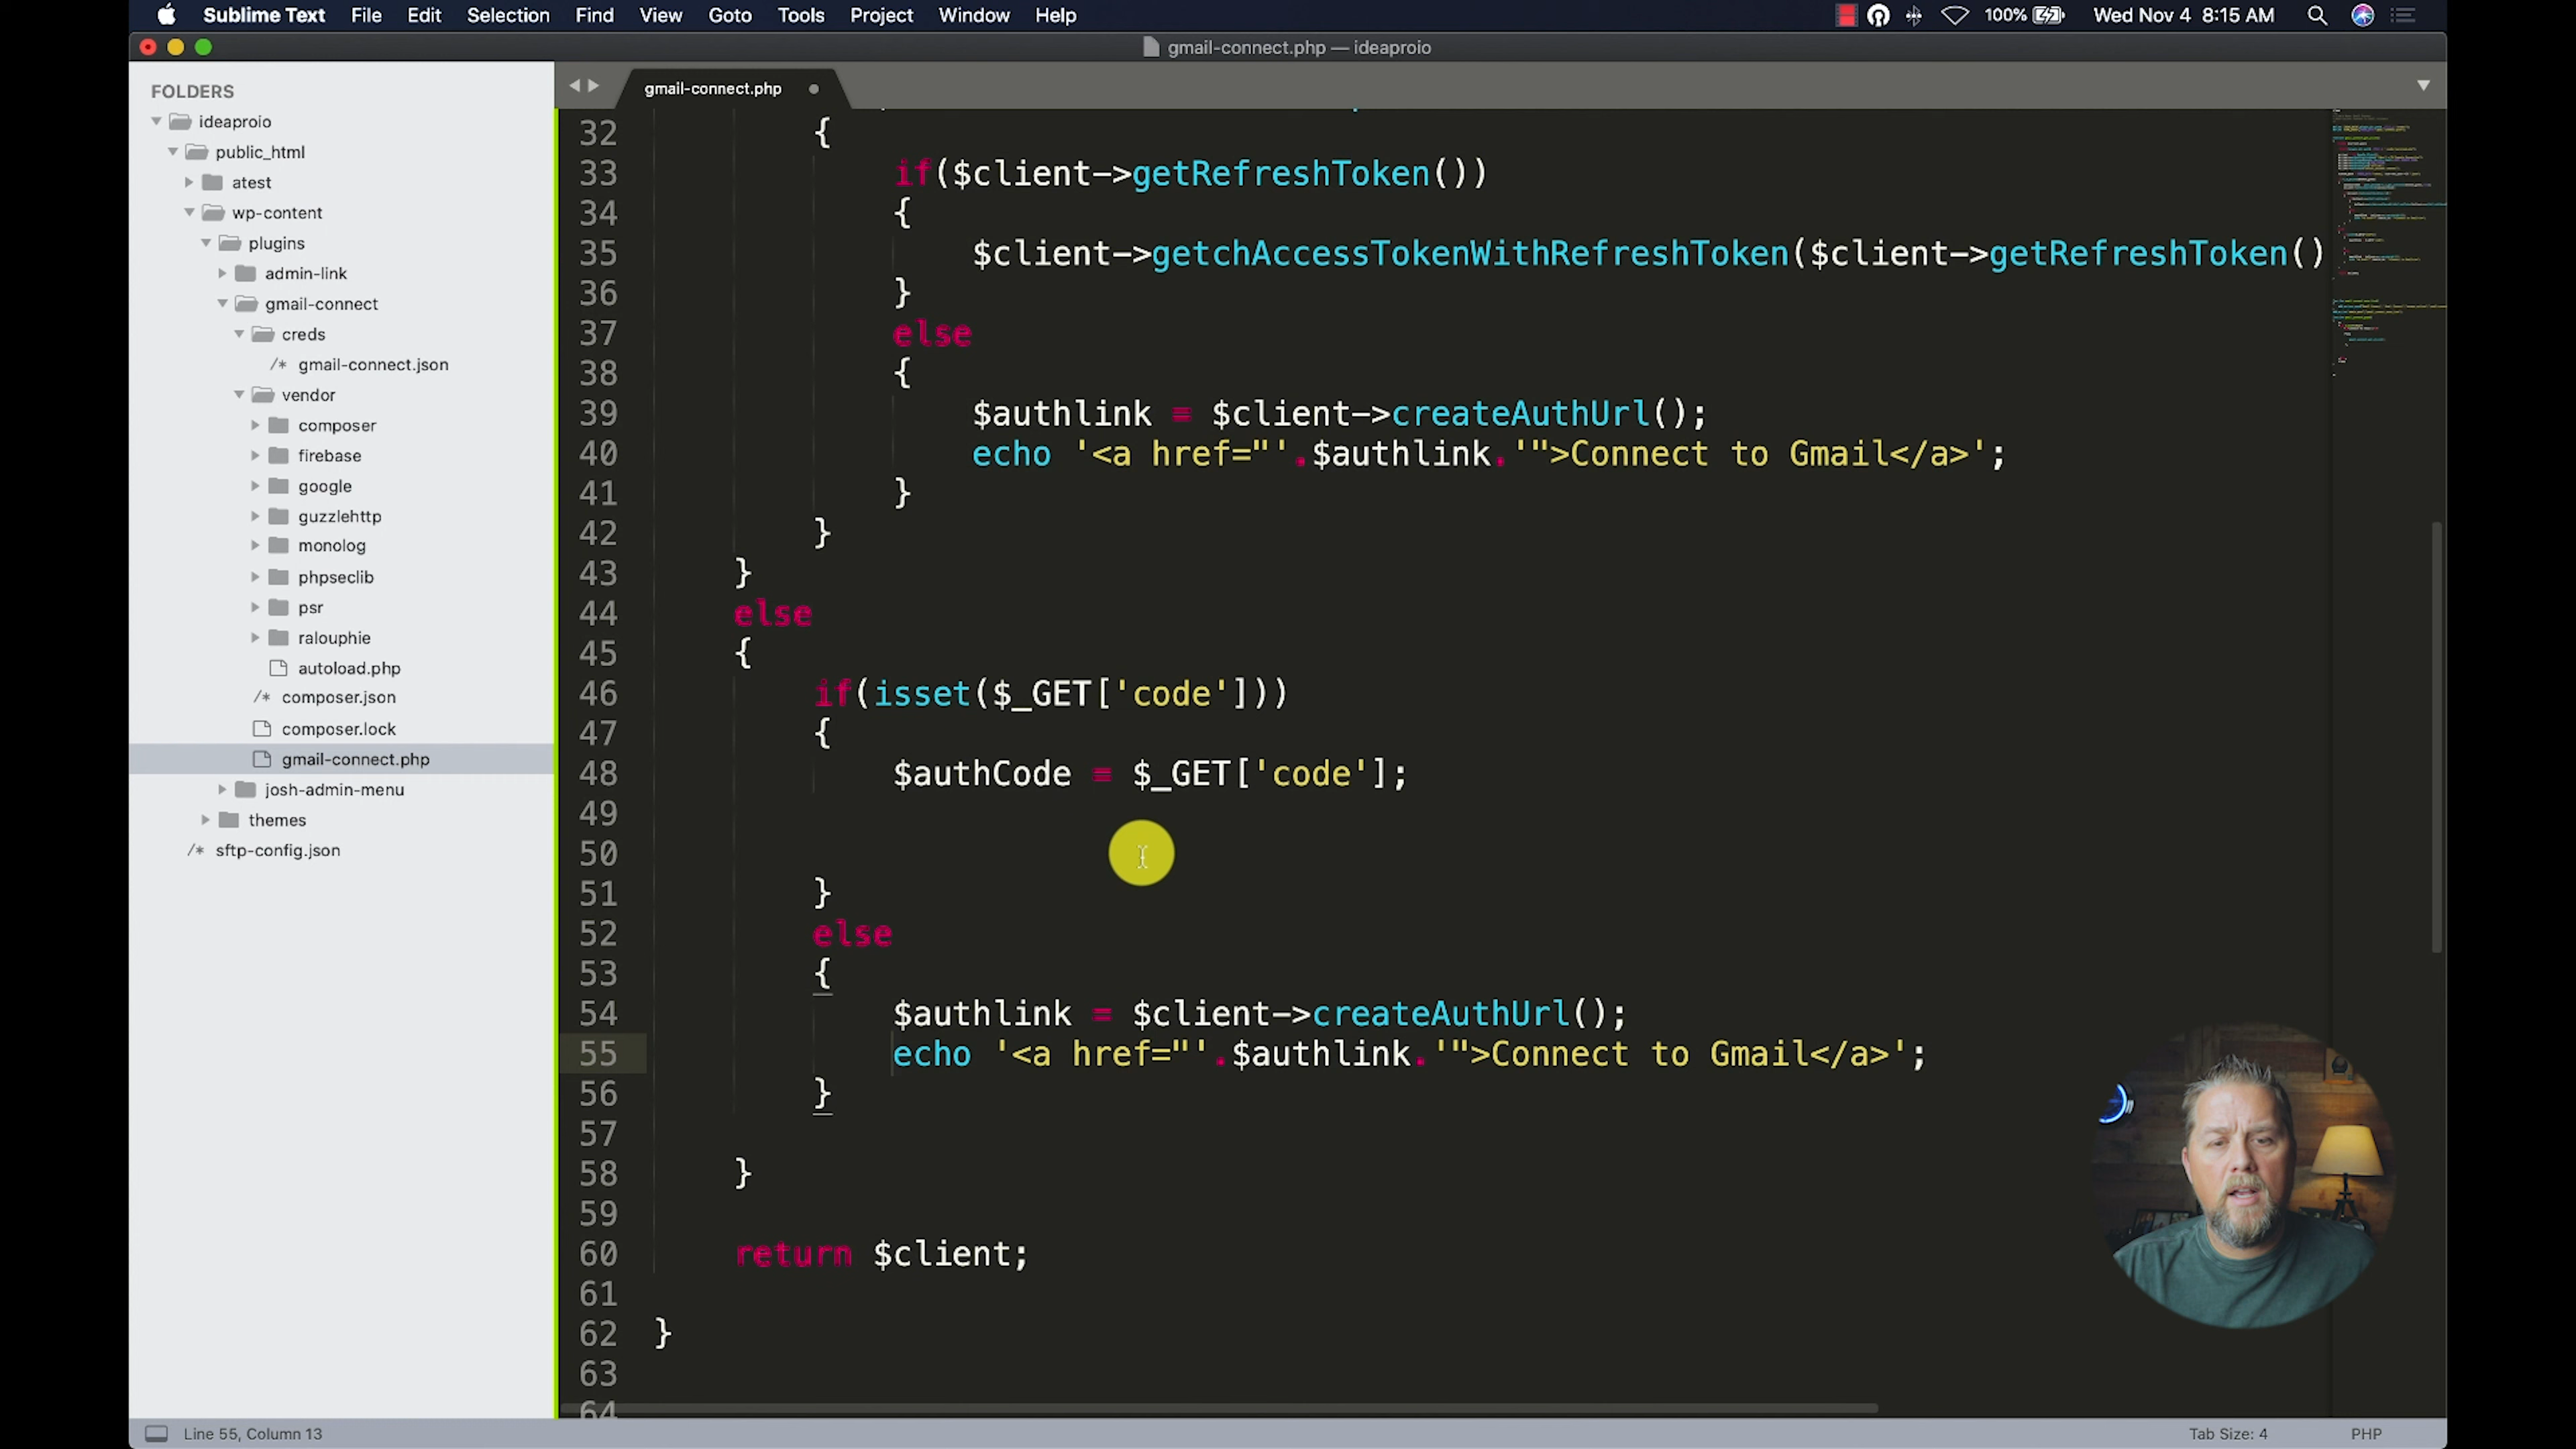 Sublime Text File Edit Selection Find View Goto Tools Project Window Help 100% Wed Nov 4 8:15 AM
gmail-connect.php — ideaproio
FOLDERS
ideaproio
public_html
atest
wp-content
plugins
admin-link
gmail-connect
creds
/* gmail-connect.json
vendor
composer
firebase
google
guzzlehttp
monolog
phpseclib
psr
ralouphie
autoload.php
/* composer.json
composer.lock
gmail-connect.php
josh-admin-menu
themes
/* sftp-config.json
gmail-connect.php
32 {
33 if($client->getRefreshToken())
34 {
35 $client->getchAccessTokenWithRefreshToken($client->getRefreshToken()
36 }
37 else
38 {
39 $authlink = $client->createAuthUrl();
40 echo '<a href="'.$authlink.'">Connect to Gmail</a>';
41 }
42 }
43 }
44 else
45 {
46 if(isset($_GET['code']))
47 {
48 $authCode = $_GET['code'];
49
50
51 }
52 else
53 {
54 $authlink = $client->createAuthUrl();
55 echo '<a href="'.$authlink.'">Connect to Gmail</a>';
56 }
57
58 }
59
60 return $client;
61
62 }
63
64
Line 55, Column 13 Tab Size: 4 PHP